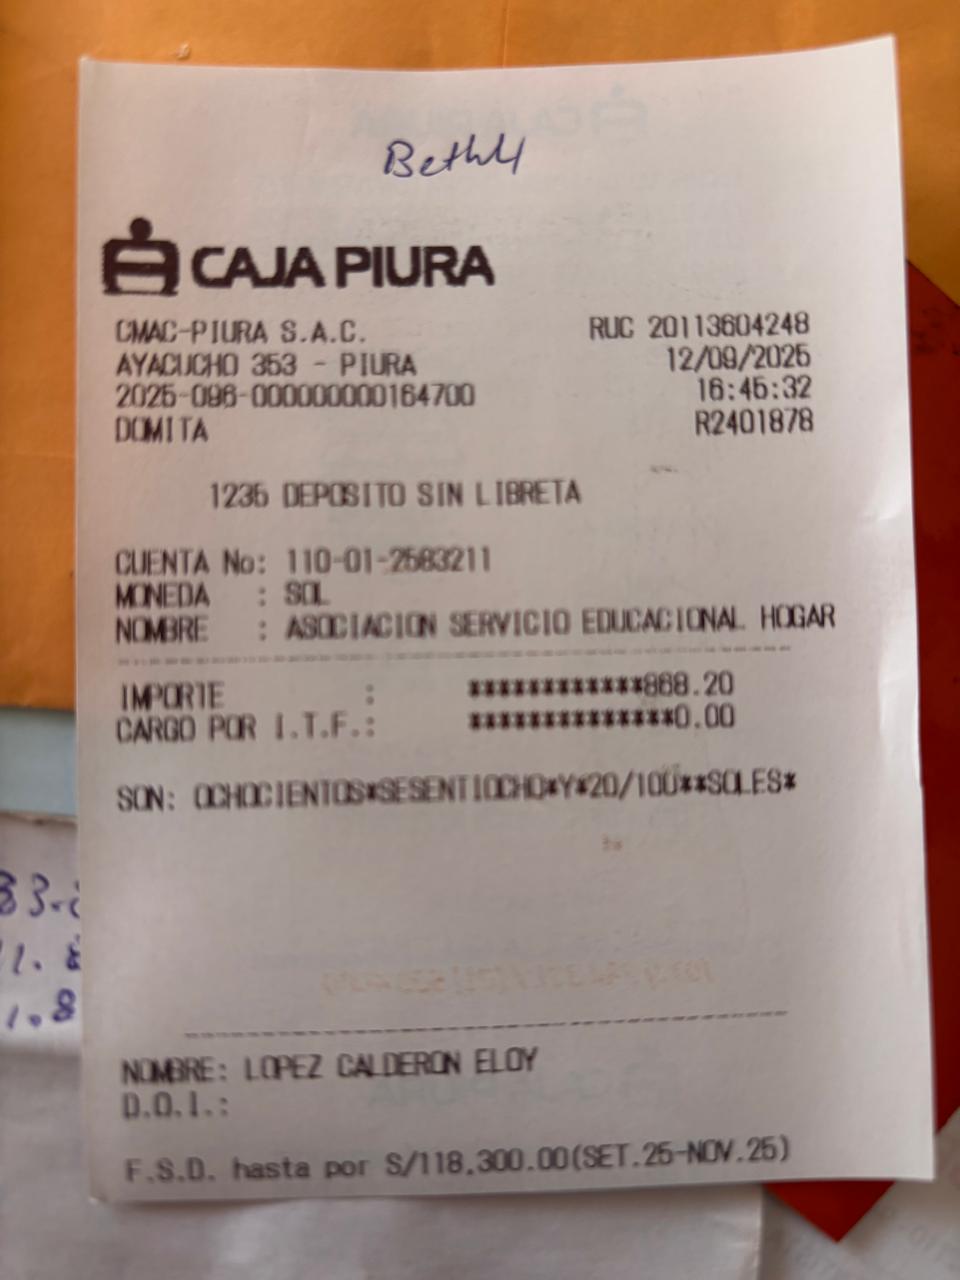 CAJA PIURA
CMAC-PIURA S.A.C. RUC 20113604248
AYACUCHO 353 - PIURA 12/09/2025
2025-096-000000000164700 16:45:32
DOMITA R2401878
1235 DEPOSITO SIN LIBRETA
CUENTA No: 110-01-2583211
MONEDA : SOL
NOMBRE : ASOCIACION SERVICIO EDUCACIONAL HOGAR
IMPORTE : ************868.20
CARGO POR I.T.F.: **************0.00
SON: OCHOCIENTOS*SESENTIOCHO*Y*20/100**SOLES*
NOMBRE: LOPEZ CALDERON ELOY
D.O.I.:
F.S.D. hasta por S/118,300.00(SET.25-NOV.25)